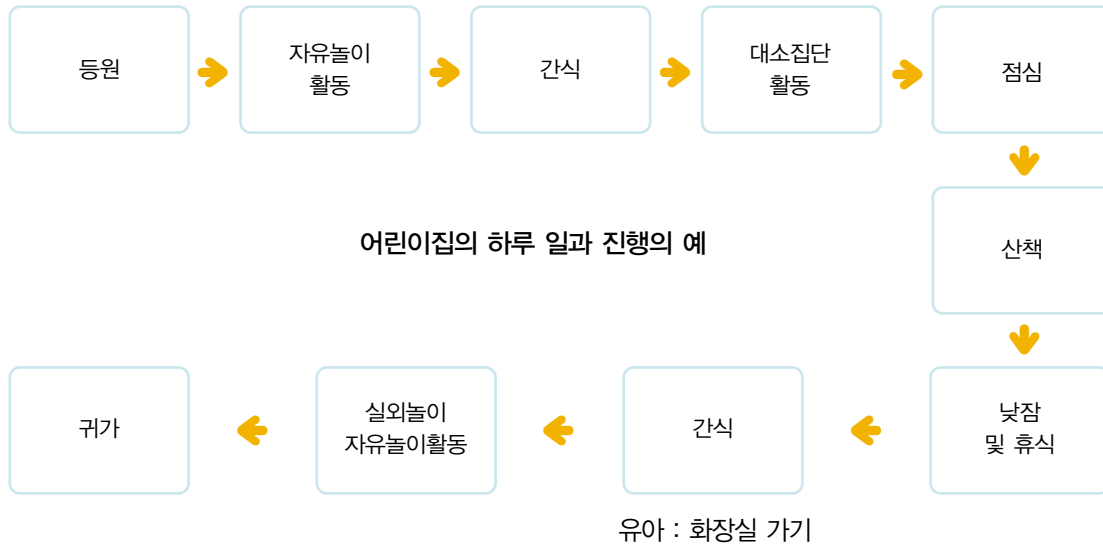 등원
자유놀이
활동
간식
대소집단
활동
점심
어린이집의 하루 일과 진행의 예
산책
낮잠
및 휴식
간식
실외놀이
자유놀이활동
귀가
유아 : 화장실 가기